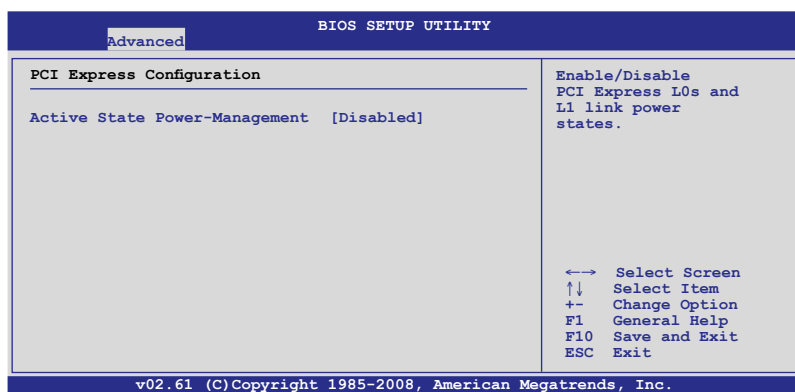 BIOS SETUP UTILITY
Advanced
PCI Express Configuration
Active State Power-Management [Disabled]
Enable/Disable
PCI Express L0s and
L1 link power
states.
←→ Select Screen
↑↓ Select Item
+- Change Option
F1 General Help
F10 Save and Exit
ESC Exit
v02.61 (C)Copyright 1985-2008, American Megatrends, Inc.